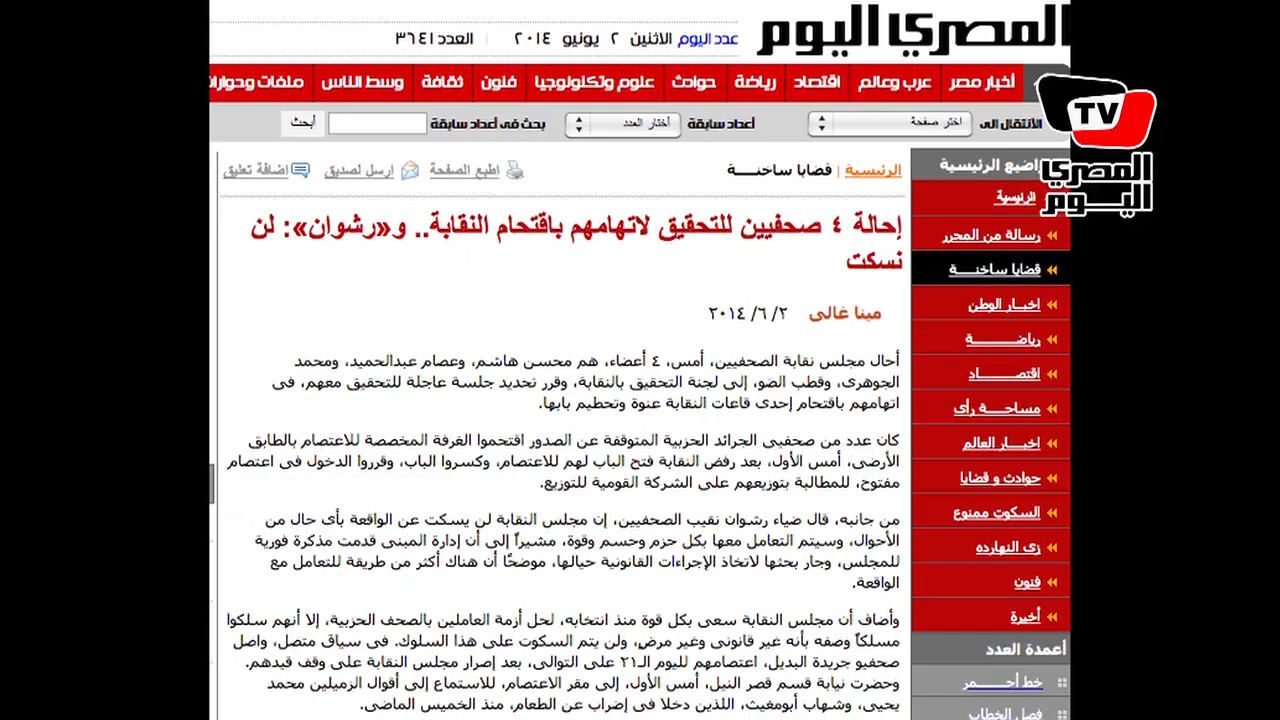 المصري اليوم
عدد اليوم الاثنين ٢ يونيو ٢٠١٤ العدد ٣٦٤١
أخبار مصر عرب وعالم اقتصاد رياضة حوادث علوم وتكنولوجيا فنون ثقافة وسط الناس ملفات وحوارات
TV
المصري
اليوم
الأنتقال الى اختر صفحة أعداد سابقة أختار العدد بحث فى أعداد سابقة أبحث
اضيع الرئيسية
الرئيسية
رسالة من المحرر
قضايا ساخنــــة
اخبــار الوطن
رياضــــــــة
اقتصـــــــاد
مساحـــة رأى
اخبــار العالم
حوادث و قضايا
السكوت ممنوع
زى النهارده
فنون
أخيرة
أعمدة العدد
خط أحـــــمر
فصل الخطاب
الرئيسية | قضايا ساخنــــة
اطبع الصفحة ارسل لصديق اضافة تعليق
إحالة ٤ صحفيين للتحقيق لاتهامهم باقتحام النقابة.. و«رشوان»: لن
نسكت
مينا غالى ٢/ ٦/ ٢٠١٤
أحال مجلس نقابة الصحفيين، أمس، ٤ أعضاء، هم محسن هاشم، وعصام عبدالحميد، ومحمد
الجوهرى، وقطب الضو، إلى لجنة التحقيق بالنقابة، وقرر تحديد جلسة عاجلة للتحقيق معهم، فى
اتهامهم باقتحام إحدى قاعات النقابة عنوة وتحطيم بابها.
كان عدد من صحفيى الجرائد الحزبية المتوقفة عن الصدور اقتحموا الغرفة المخصصة للاعتصام بالطابق
الأرضى، أمس الأول، بعد رفض النقابة فتح الباب لهم للاعتصام، وكسروا الباب، وقرروا الدخول فى اعتصام
مفتوح، للمطالبة بتوزيعهم على الشركة القومية للتوزيع.
من جانبه، قال ضياء رشوان نقيب الصحفيين، إن مجلس النقابة لن يسكت عن الواقعة بأى حال من
الأحوال، وسيتم التعامل معها بكل حزم وحسم وقوة، مشيراً إلى أن إدارة المبنى قدمت مذكرة فورية
للمجلس، وجار بحثها لاتخاذ الإجراءات القانونية حيالها، موضحًا أن هناك أكثر من طريقة للتعامل مع
الواقعة.
وأضاف أن مجلس النقابة سعى بكل قوة منذ انتخابه، لحل أزمة العاملين بالصحف الحزبية، إلا أنهم سلكوا
مسلكاً وصفه بأنه غير قانونى وغير مرض، ولن يتم السكوت على هذا السلوك. فى سياق متصل، واصل
صحفيو جريدة البديل، اعتصامهم لليوم الـ٢١ على التوالى، بعد إصرار مجلس النقابة على وقف قيدهم.
وحضرت نيابة قسم قصر النيل، أمس الأول، إلى مقر الاعتصام، للاستماع إلى أقوال الزميلين محمد
يحيى، وشهاب أبومغيث، اللذين دخلا فى إضراب عن الطعام، منذ الخميس الماضى.